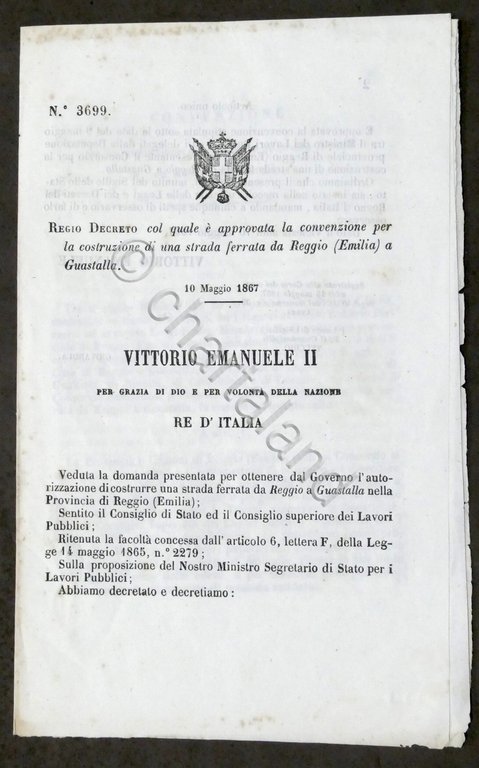 N.° 3699.
REGIO DECRETO col quale è approvata la convenzione per
la costruzione di una strada ferrata da Reggio (Emilia) a
Guastalla.
10 Maggio 1867
VITTORIO EMANUELE II
PER GRAZIA DI DIO E PER VOLONTÀ DELLA NAZIONE
RE D'ITALIA
Veduta la domanda presentata per ottenere dal Governo l'auto-
rizzazione di costrurre una strada ferrata da Reggio a Guastalla nella
Provincia di Reggio (Emilia);
Sentito il Consiglio di Stato ed il Consiglio superiore dei Lavori
Pubblici;
Ritenuta la facoltà concessa dall'articolo 6, lettera F, della Leg-
ge 14 maggio 1865, n.° 2279;
Sulla proposizione del Nostro Ministro Segretario di Stato per i
Lavori Pubblici;
Abbiamo decretato e decretiamo:
© chartaland